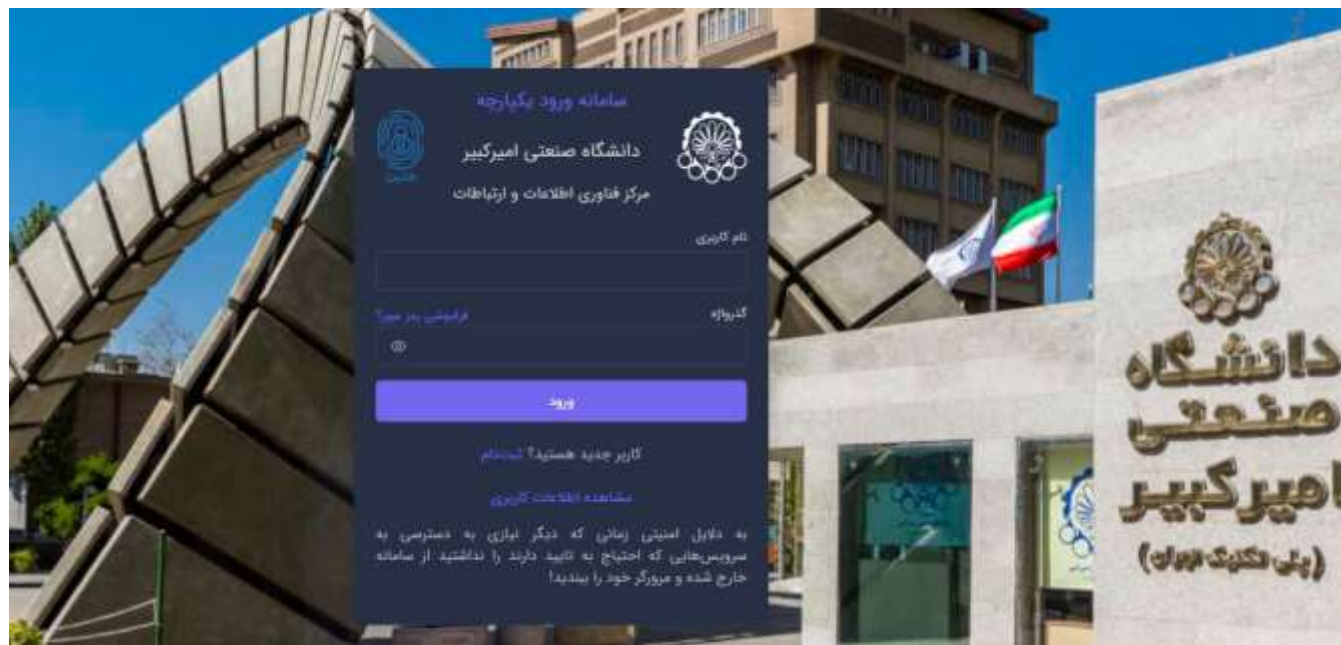 سامانه ورود یکپارچه
دانشگاه صنعتی امیرکبیر
مرکز فناوری اطلاعات و ارتباطات
نام کاربری
گذرواژه
فراموشی رمز عبور؟
ورود
کاربر جدید هستید؟ ثبت‌نام
مشاهده اطلاعات کاربری
به دلایل امنیتی زمانی که دیگر نیازی به دسترسی به
سرویس‌هایی که احتیاج به تایید دارند را نداشتید از سامانه
خارج شده و مرورگر خود را ببندید!
دانشگاه
صنعتی
امیرکبیر
(پلی تکنیک تهران)